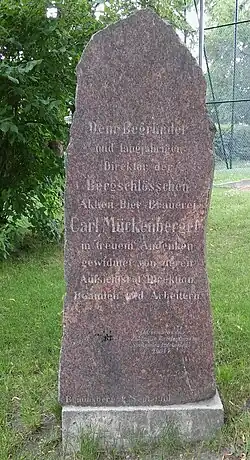 Dem Begründer
und langjährigen
Direktor der
Bergschlösschen
Aktien-Bier-Brauerei
Carl Mückenberger
in treuem Andenken
gewidmet von deren
Aufsichtsrat Direktion
Beamten und Arbeitern
Braunsberg